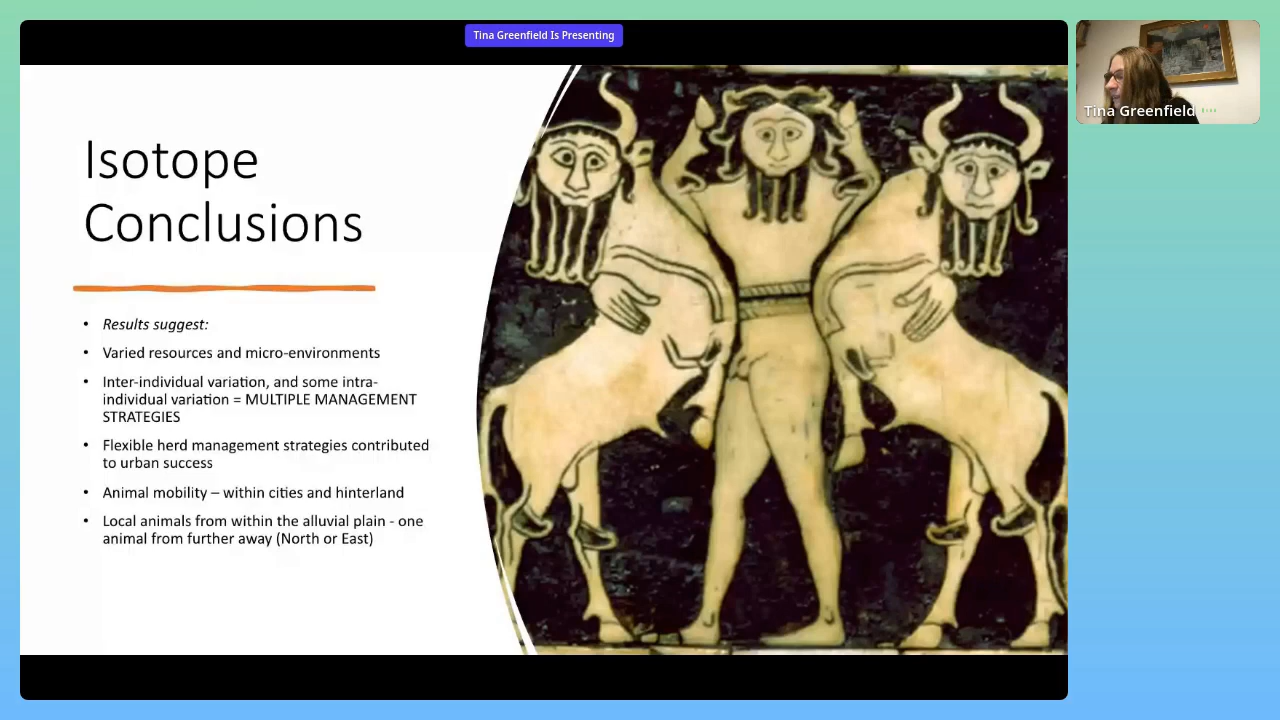 Tina Greenfield Is Presenting
Tina Greenfield
Isotope
Conclusions
• Results suggest:
• Varied resources and micro-environments
• Inter-individual variation, and some intra-
individual variation = MULTIPLE MANAGEMENT
STRATEGIES
• Flexible herd management strategies contributed
to urban success
• Animal mobility – within cities and hinterland
• Local animals from within the alluvial plain - one
animal from further away (North or East)